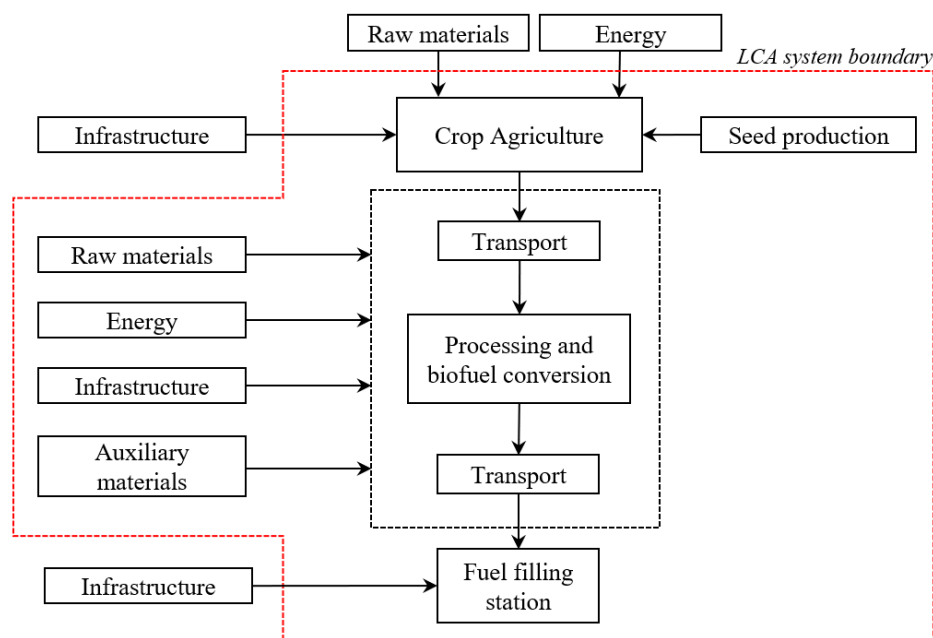 Raw materials
Energy
LCA system boundary
Infrastructure
Crop Agriculture
Seed production
Transport
Raw materials
Energy
Processing and
biofuel conversion
Infrastructure
Auxiliary
materials
Transport
Infrastructure
Fuel filling
station